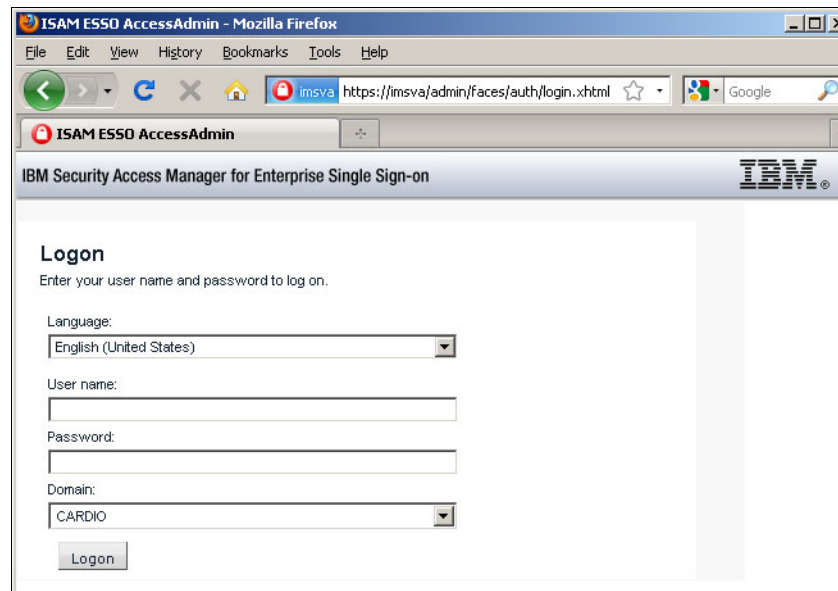 ISAM ESSO AccessAdmin - Mozilla Firefox
File Edit View History Bookmarks Tools Help
imsva https://imsva/admin/faces/auth/login.xhtml Google
ISAM ESSO AccessAdmin
IBM Security Access Manager for Enterprise Single Sign-on IBM®
Logon
Enter your user name and password to log on.
Language:
English (United States)
User name:
Password:
Domain:
CARDIO
Logon